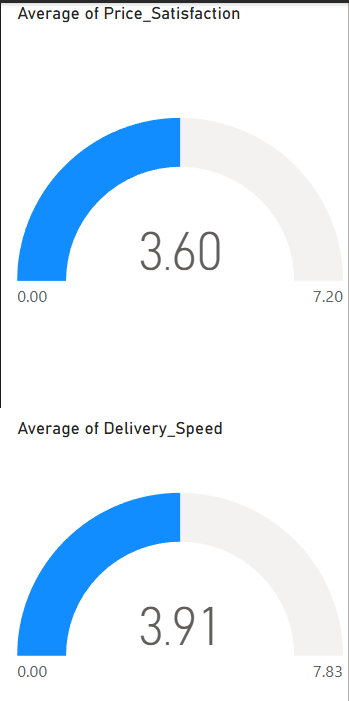 Average of Price_Satisfaction
3.60
0.00 7.20
Average of Delivery_Speed
3.91
0.00 7.83